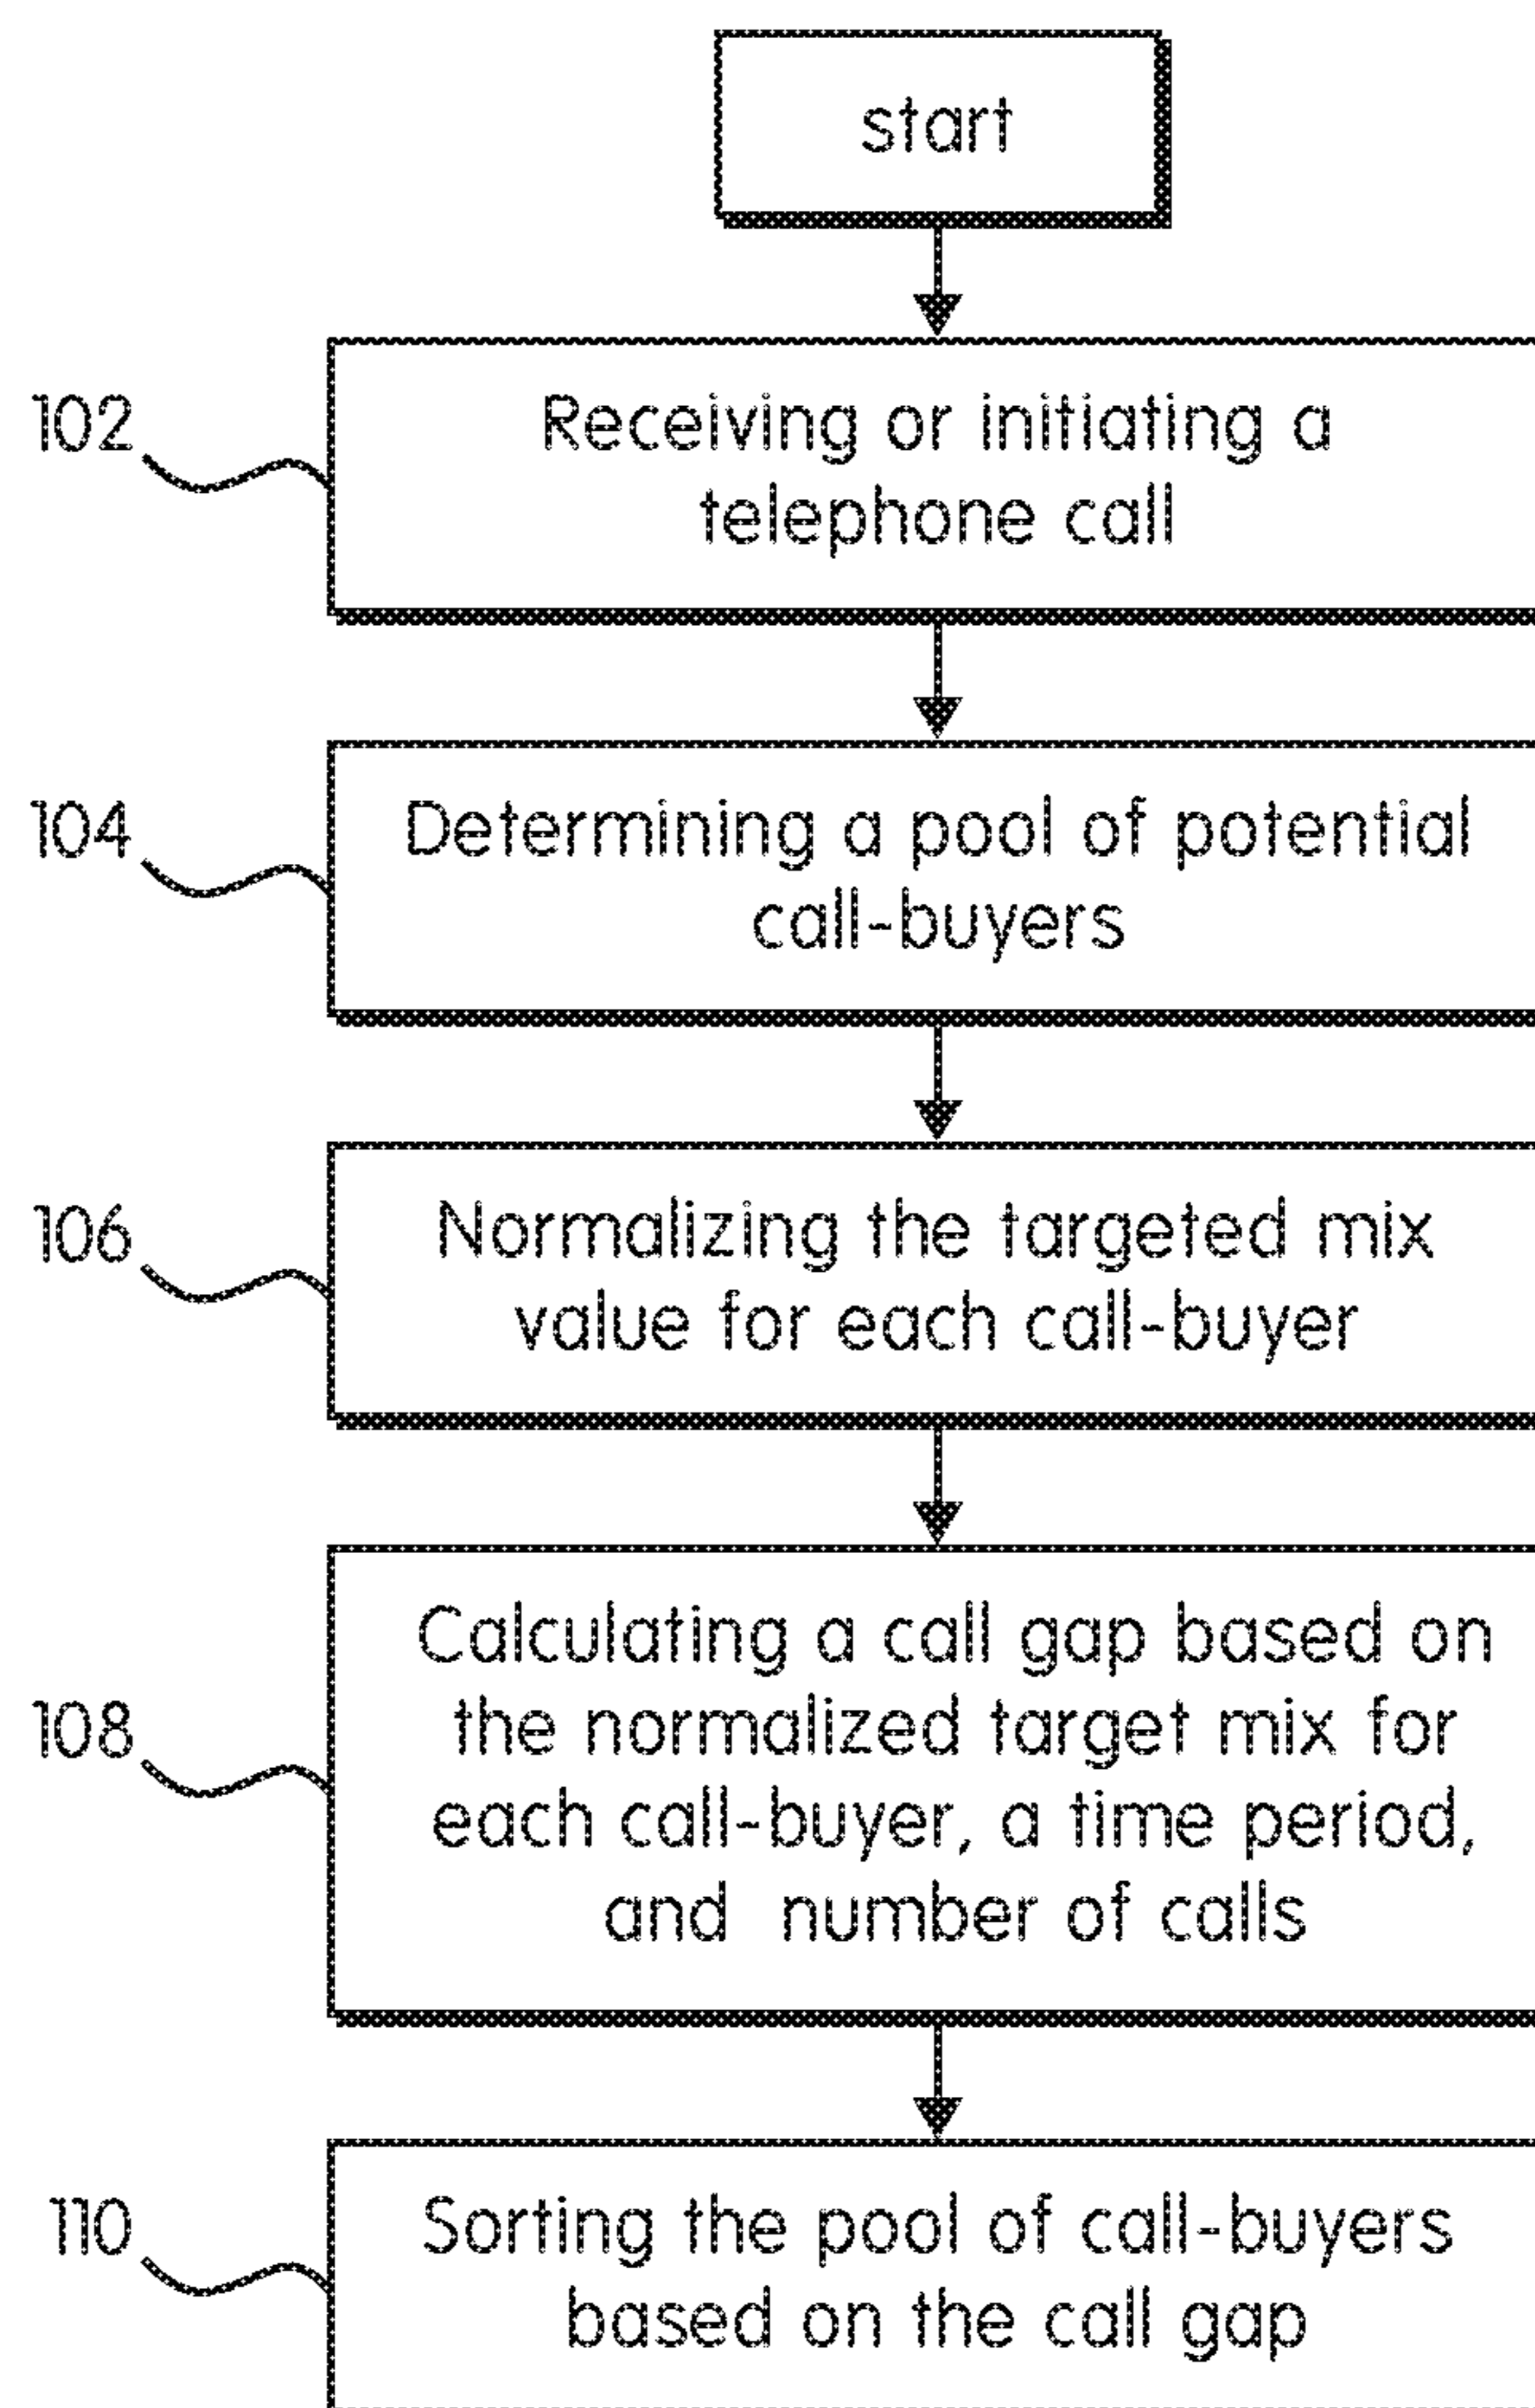 start
102
Receiving or initiating a
telephone call
104
Determining a pool of potential
call-buyers
106
Normalizing the targeted mix
value for each call-buyer
108
Calculating a call gap based on
the normalized target mix for
each call-buyer, a time period,
and number of calls
110
Sorting the pool of call-buyers
based on the call gap